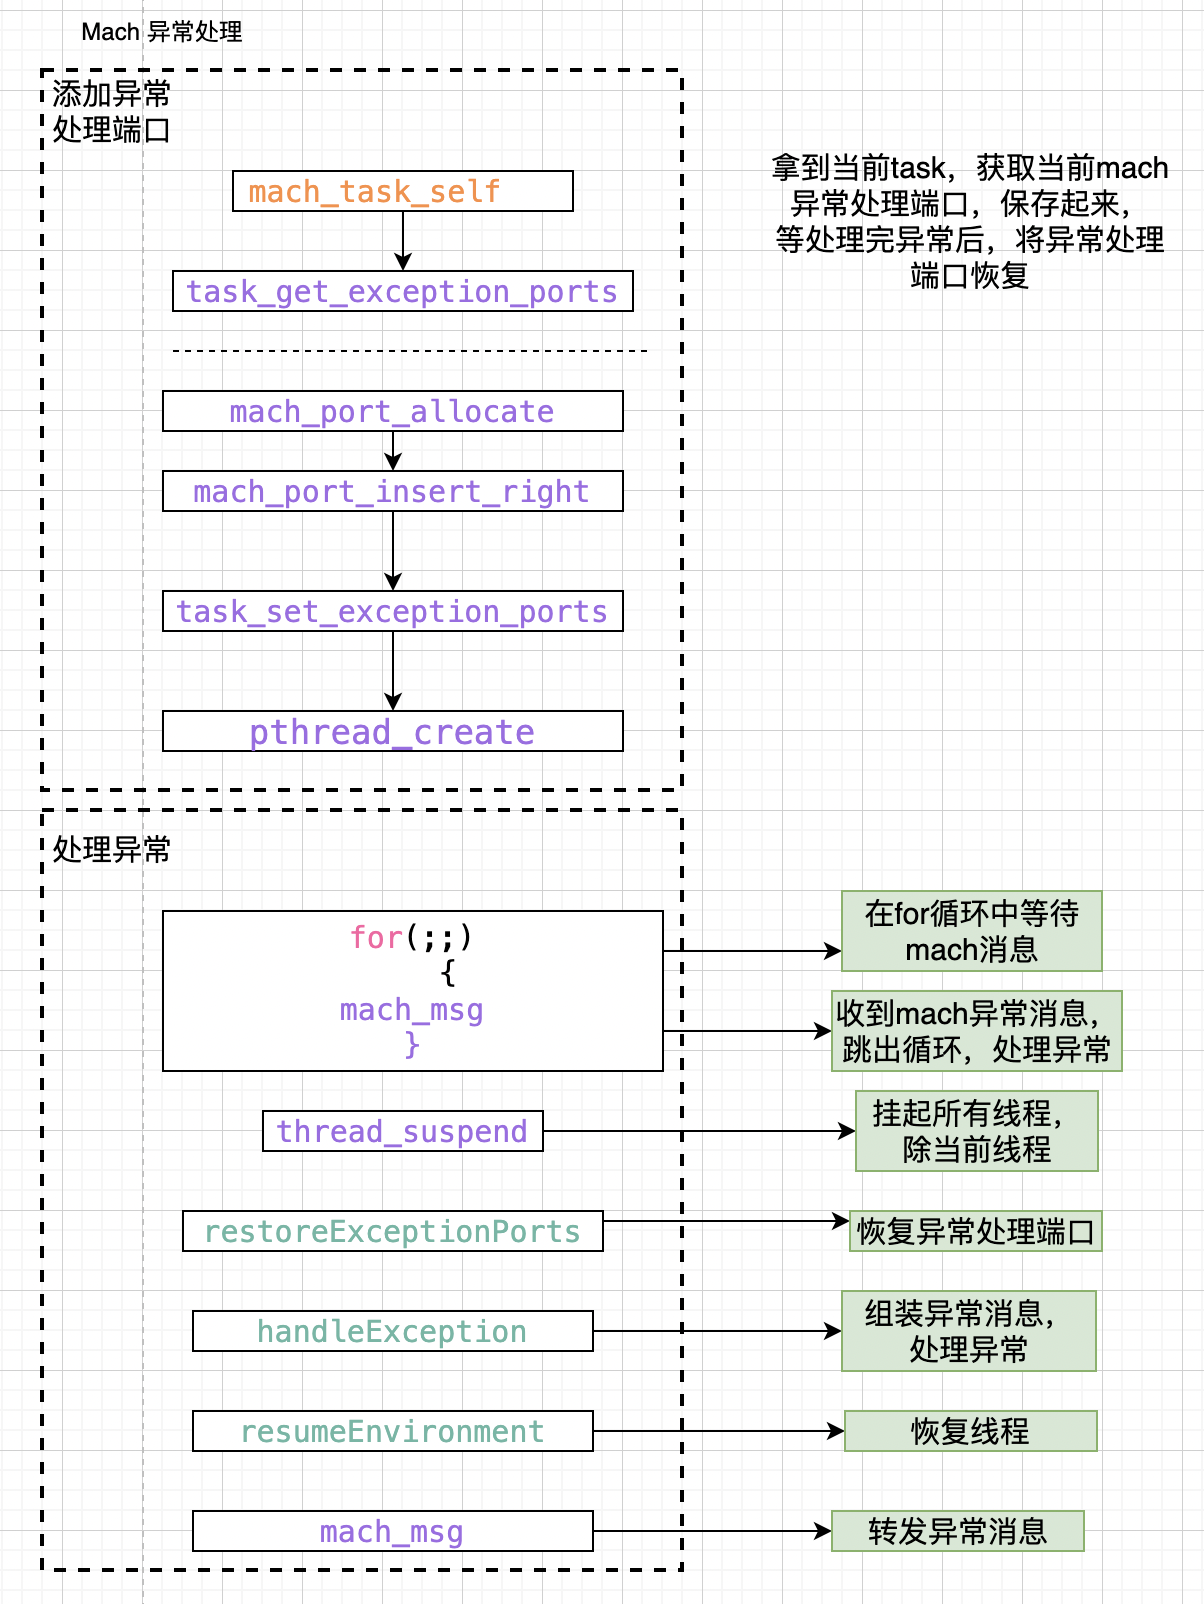 Mach 异常处理
添加异常
处理端口
mach_task_self
拿到当前task，获取当前mach
异常处理端口，保存起来，
等处理完异常后，将异常处理
端口恢复
task_get_exception_ports
mach_port_allocate
mach_port_insert_right
task_set_exception_ports
pthread_create
处理异常
for(;;)
{
mach_msg
}
在for循环中等待
mach消息
收到mach异常消息，
跳出循环，处理异常
thread_suspend
挂起所有线程，
除当前线程
restoreExceptionPorts
恢复异常处理端口
handleException
组装异常消息，
处理异常
resumeEnvironment
恢复线程
mach_msg
转发异常消息